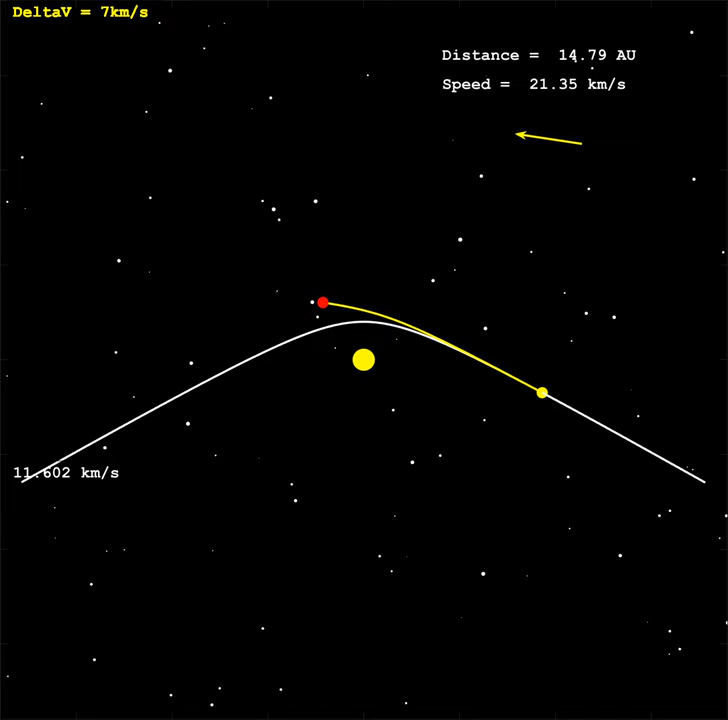 DeltaV = 7km/s
Distance =  14.79 AU
Speed =  21.35 km/s
11.602 km/s